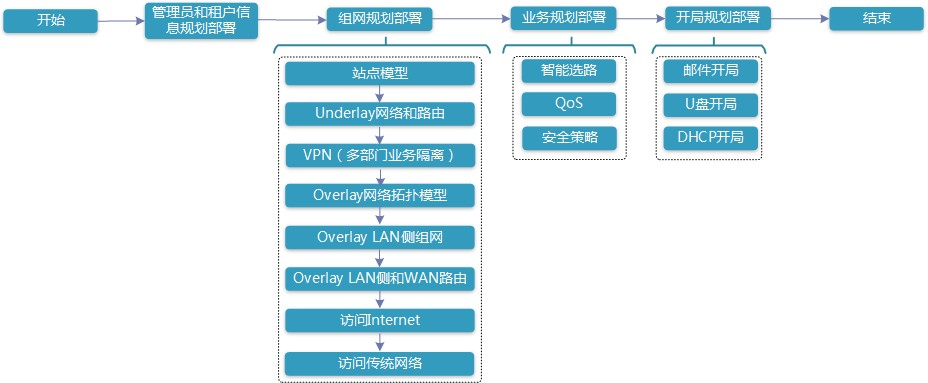 开始
管理员和租户信
息规划部署
组网规划部署
业务规划部署
开局规划部署
结束
站点模型
Underlay网络和路由
VPN（多部门业务隔离）
Overlay网络拓扑模型
Overlay LAN侧组网
Overlay LAN侧和WAN路由
访问Internet
访问传统网络
智能选路
QoS
安全策略
邮件开局
U盘开局
DHCP开局